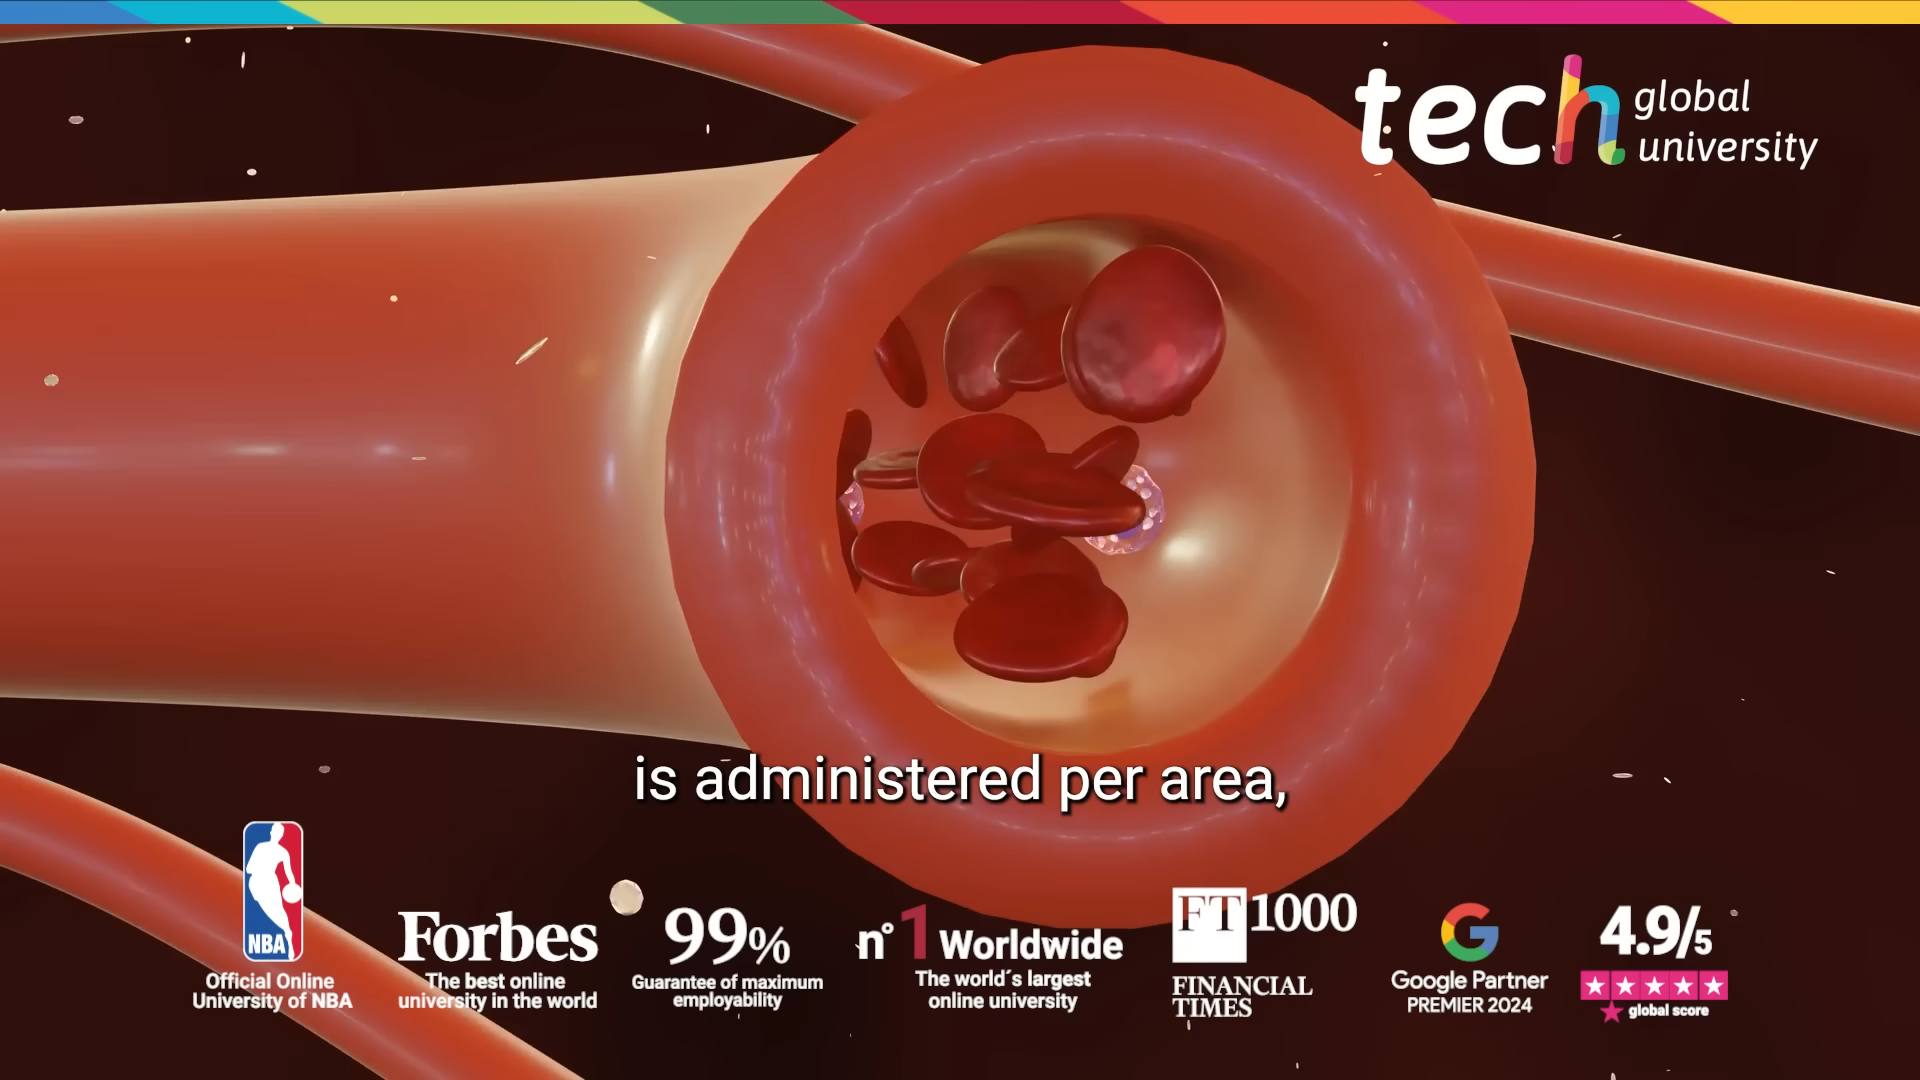 tech global
university
is administered per area,
NBA
Official Online
University of NBA
Forbes
The best online
university in the world
99%
Guarantee of maximum
employability
n° 1 Worldwide
The world´s largest
online university
FT 1000
FINANCIAL
TIMES
G
Google Partner
PREMIER 2024
4.9/5
global score